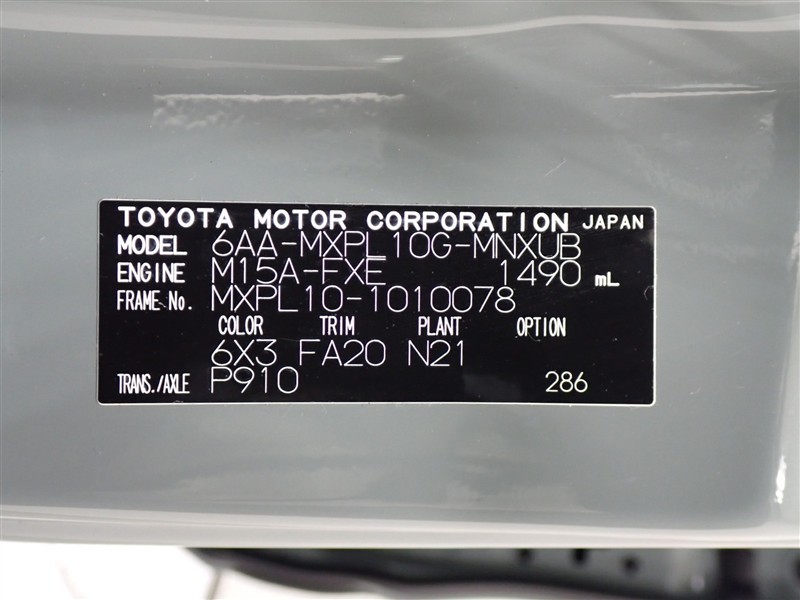 TOYOTA MOTOR CORPORATION JAPAN
MODEL 6AA-MXPL10G-MNXUB
ENGINE M15A-FXE 1490 mL
FRAME No. MXPL10-1010078
COLOR TRIM PLANT OPTION
6X3 FA20 N21
TRANS./AXLE P910 286